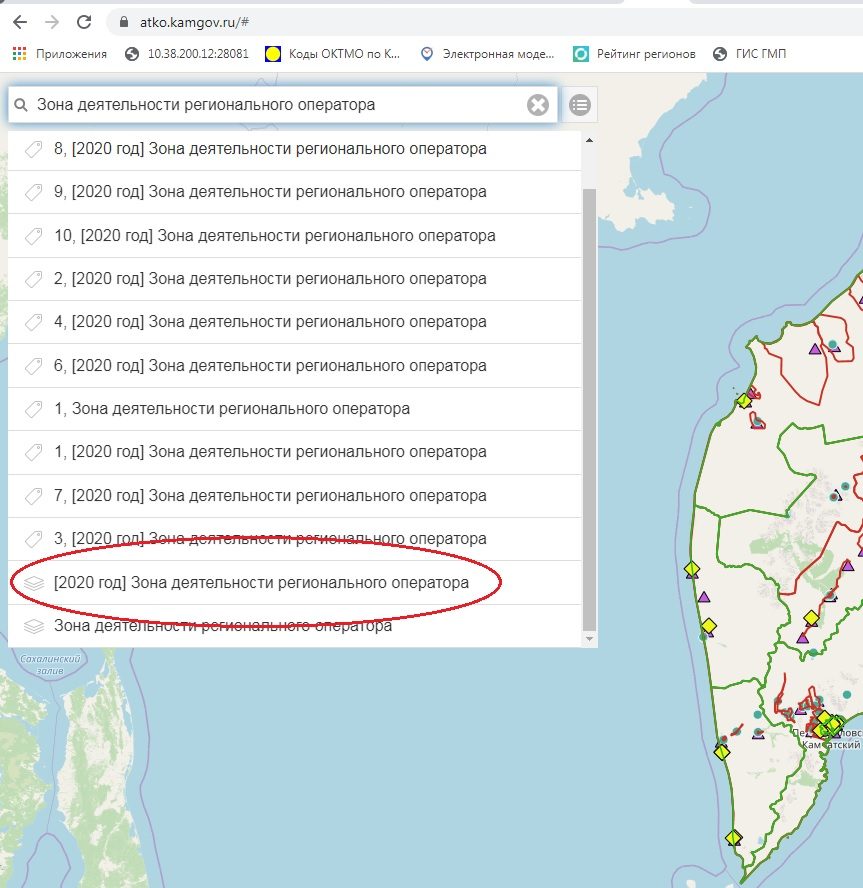 atko.kamgov.ru/#
Приложения 10.38.200.12:28081 Коды ОКТМО по К... Электронная моде... Рейтинг регионов ГИС ГМП
Зона деятельности регионального оператора
8, [2020 год] Зона деятельности регионального оператора
9, [2020 год] Зона деятельности регионального оператора
10, [2020 год] Зона деятельности регионального оператора
2, [2020 год] Зона деятельности регионального оператора
4, [2020 год] Зона деятельности регионального оператора
6, [2020 год] Зона деятельности регионального оператора
1, Зона деятельности регионального оператора
1, [2020 год] Зона деятельности регионального оператора
7, [2020 год] Зона деятельности регионального оператора
3, [2020 год] Зона деятельности регионального оператора
[2020 год] Зона деятельности регионального оператора
Зона деятельности регионального оператора
Сахалинский
залив
Камчатский